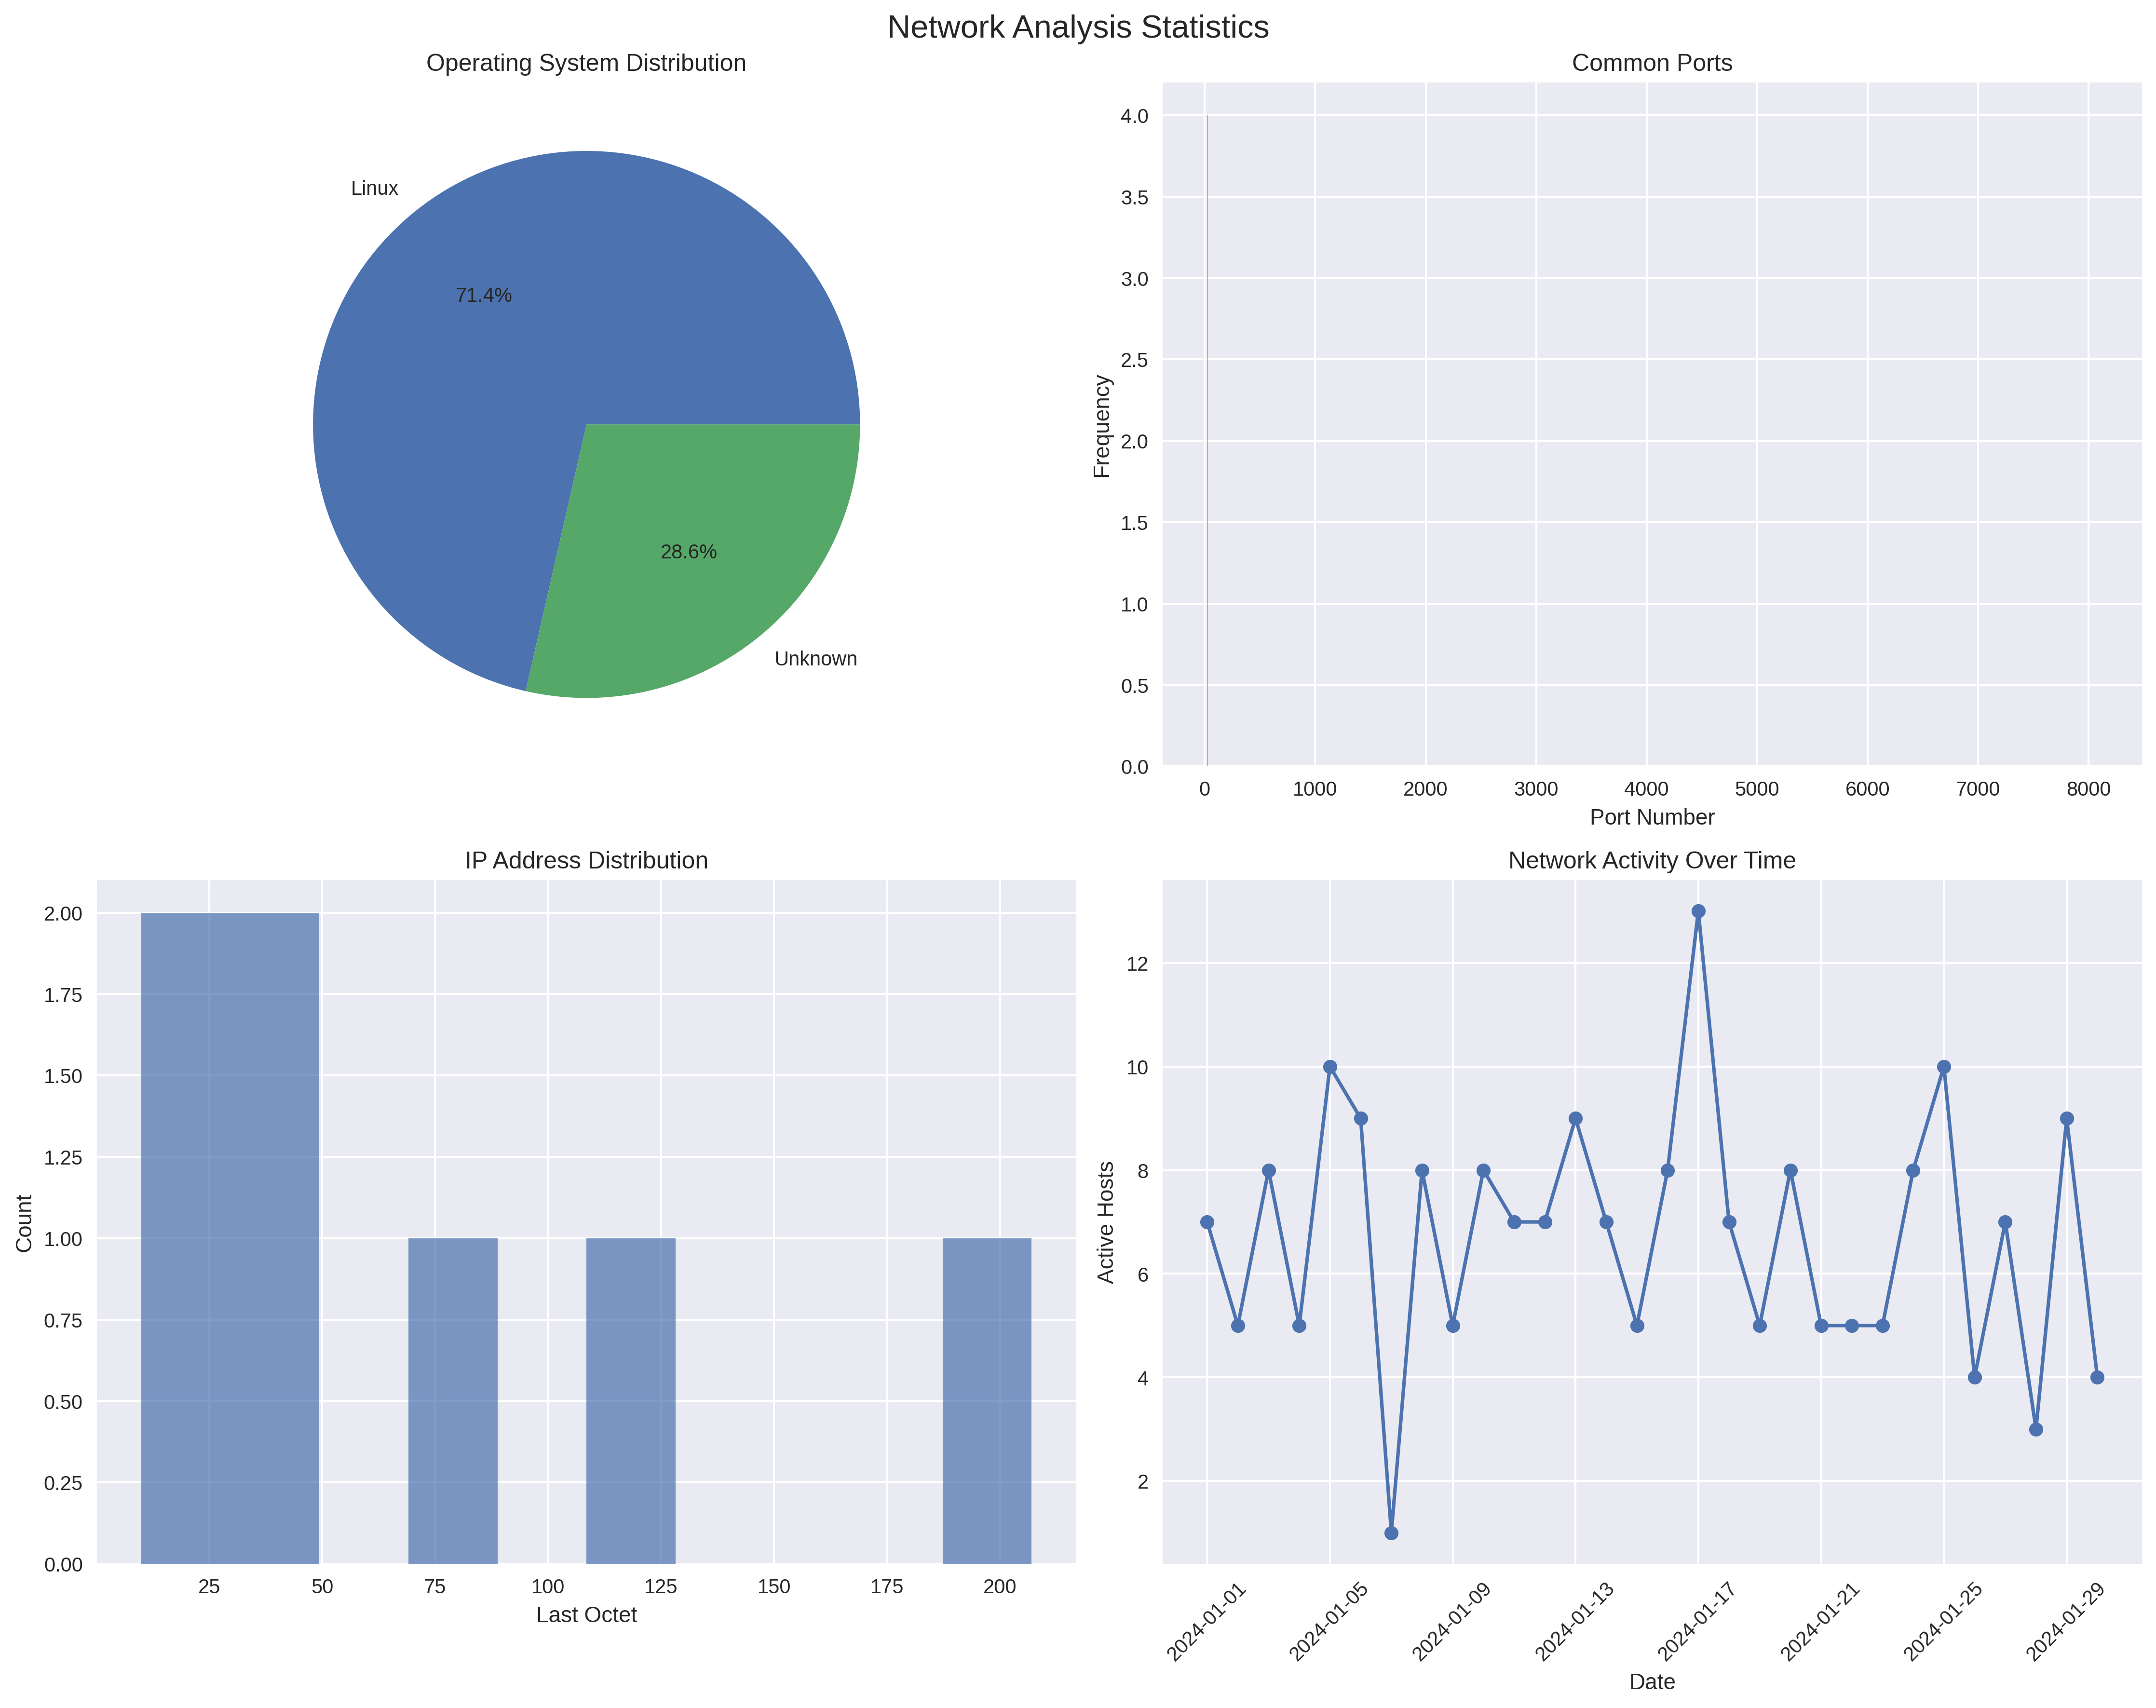 Network Analysis Statistics
Operating System Distribution
Linux
71.4%
28.6%
Unknown
Common Ports
4.0
3.5
3.0
2.5
2.0
1.5
1.0
0.5
0.0
Frequency
0 1000 2000 3000 4000 5000 6000 7000 8000
Port Number
IP Address Distribution
2.00
1.75
1.50
1.25
1.00
0.75
0.50
0.25
0.00
Count
25 50 75 100 125 150 175 200
Last Octet
Network Activity Over Time
12
10
8
6
4
2
Active Hosts
2024-01-01 2024-01-05 2024-01-09 2024-01-13 2024-01-17 2024-01-21 2024-01-25 2024-01-29
Date